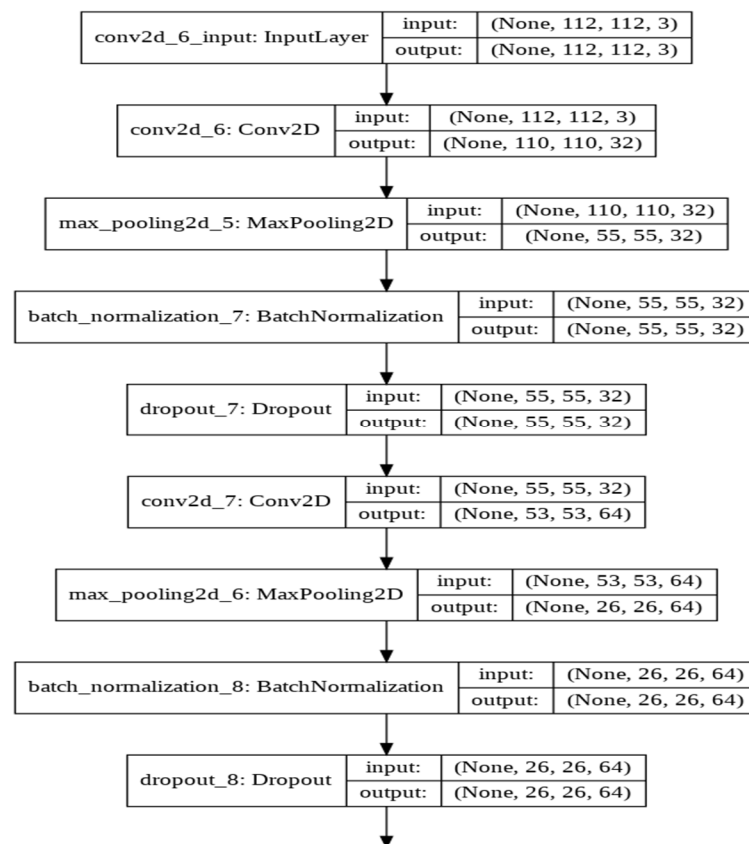 conv2d_6_input: InputLayer
input: (None, 112, 112, 3)
output: (None, 112, 112, 3)
conv2d_6: Conv2D
input: (None, 112, 112, 3)
output: (None, 110, 110, 32)
max_pooling2d_5: MaxPooling2D
input: (None, 110, 110, 32)
output: (None, 55, 55, 32)
batch_normalization_7: BatchNormalization
input: (None, 55, 55, 32)
output: (None, 55, 55, 32)
dropout_7: Dropout
input: (None, 55, 55, 32)
output: (None, 55, 55, 32)
conv2d_7: Conv2D
input: (None, 55, 55, 32)
output: (None, 53, 53, 64)
max_pooling2d_6: MaxPooling2D
input: (None, 53, 53, 64)
output: (None, 26, 26, 64)
batch_normalization_8: BatchNormalization
input: (None, 26, 26, 64)
output: (None, 26, 26, 64)
dropout_8: Dropout
input: (None, 26, 26, 64)
output: (None, 26, 26, 64)